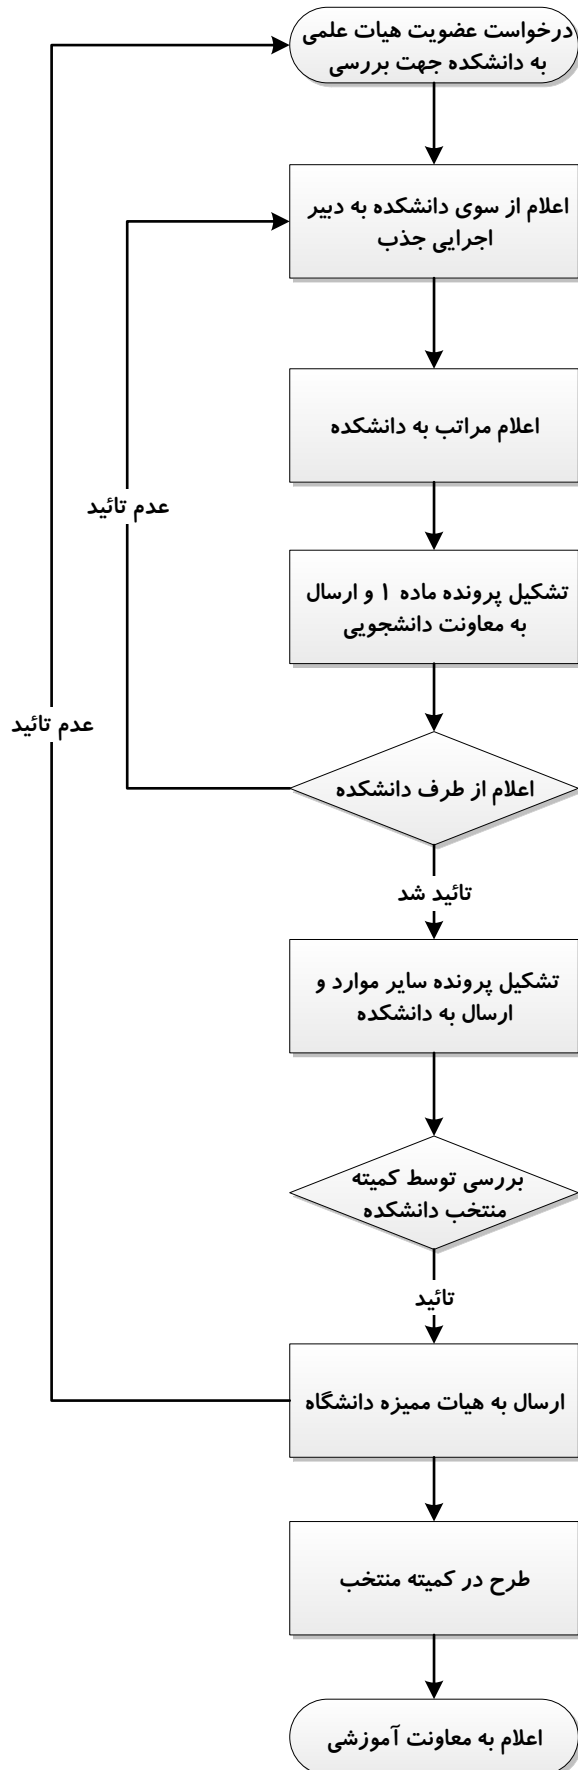 درخواست عضویت هیات علمی
به دانشکده جهت بررسی
اعلام از سوی دانشکده به دبیر
اجرایی جذب
اعلام مراتب به دانشکده
عدم تائید
تشکیل پرونده ماده ۱ و ارسال
به معاونت دانشجویی
عدم تائید
اعلام از طرف دانشکده
تائید شد
تشکیل پرونده سایر موارد و
ارسال به دانشکده
بررسی توسط کمیته
منتخب دانشکده
تائید
ارسال به هیات ممیزه دانشگاه
طرح در کمیته منتخب
اعلام به معاونت آموزشی